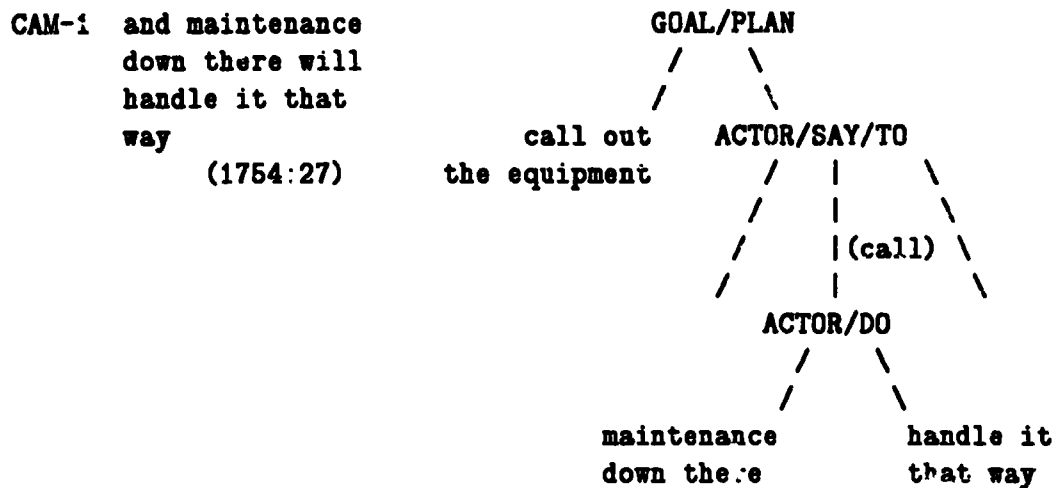 CAM-1 and maintenance GOAL/PLAN
down there will
handle it that
way call out ACTOR/SAY/TO
(1754:27) the equipment
(call)
ACTOR/DO
maintenance handle it
down there that way